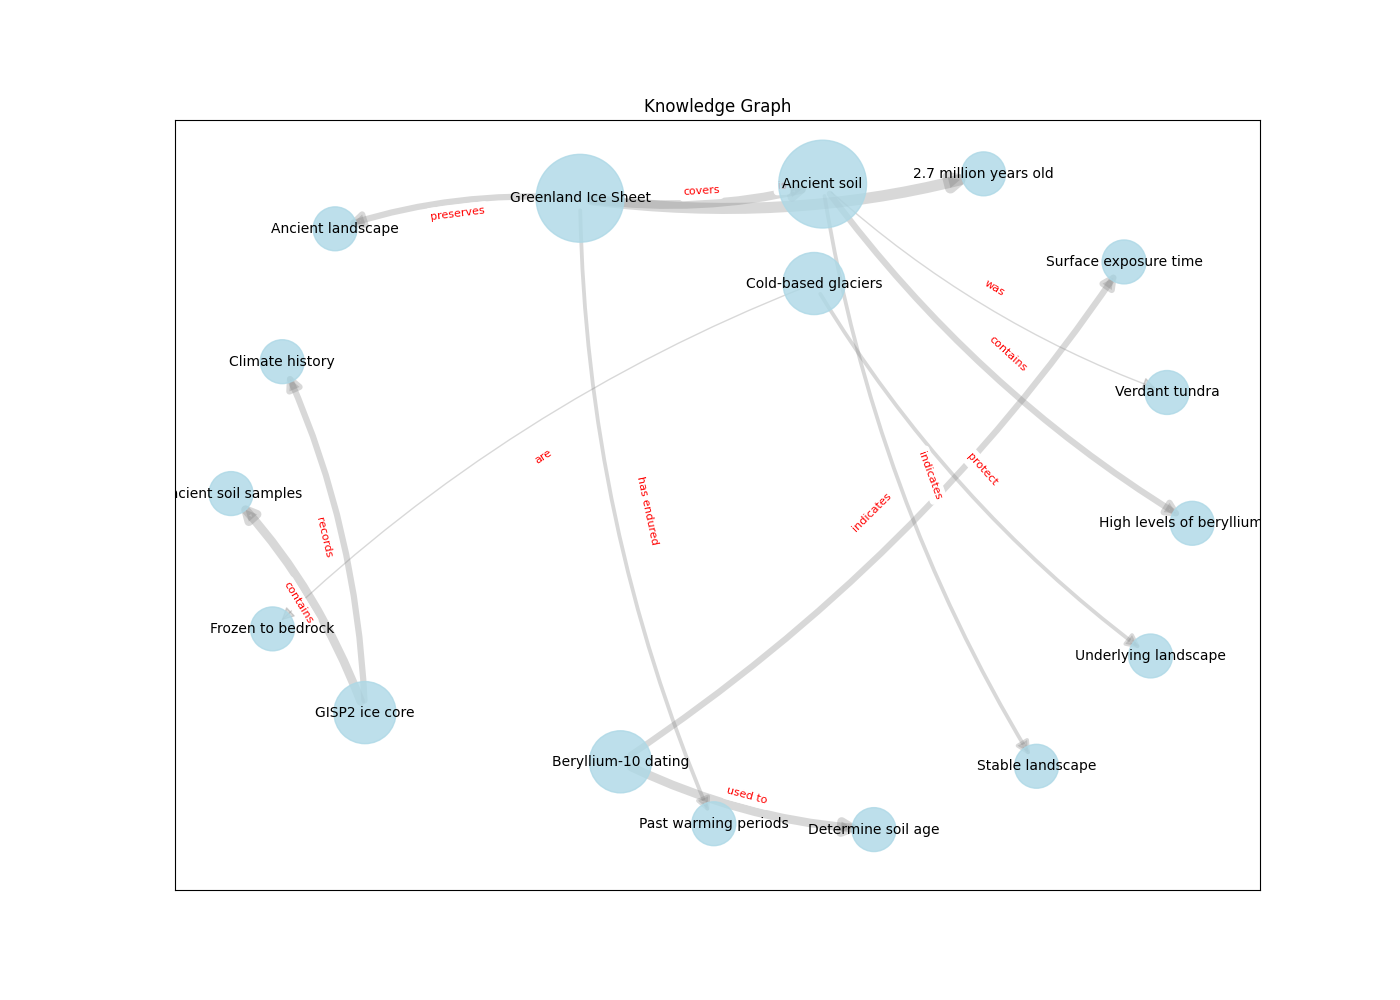 Knowledge Graph
2.7 million years old
Ancient soil
Greenland Ice Sheet
covers
preserves
Ancient landscape
Surface exposure time
Cold-based glaciers
was
contains
Climate history
Verdant tundra
are
protect
indicates
ncient soil samples
has endured
indicates
High levels of beryllium
records
contains
Frozen to bedrock
Underlying landscape
GISP2 ice core
Beryllium-10 dating
Stable landscape
used to
Past warming periods
Determine soil age